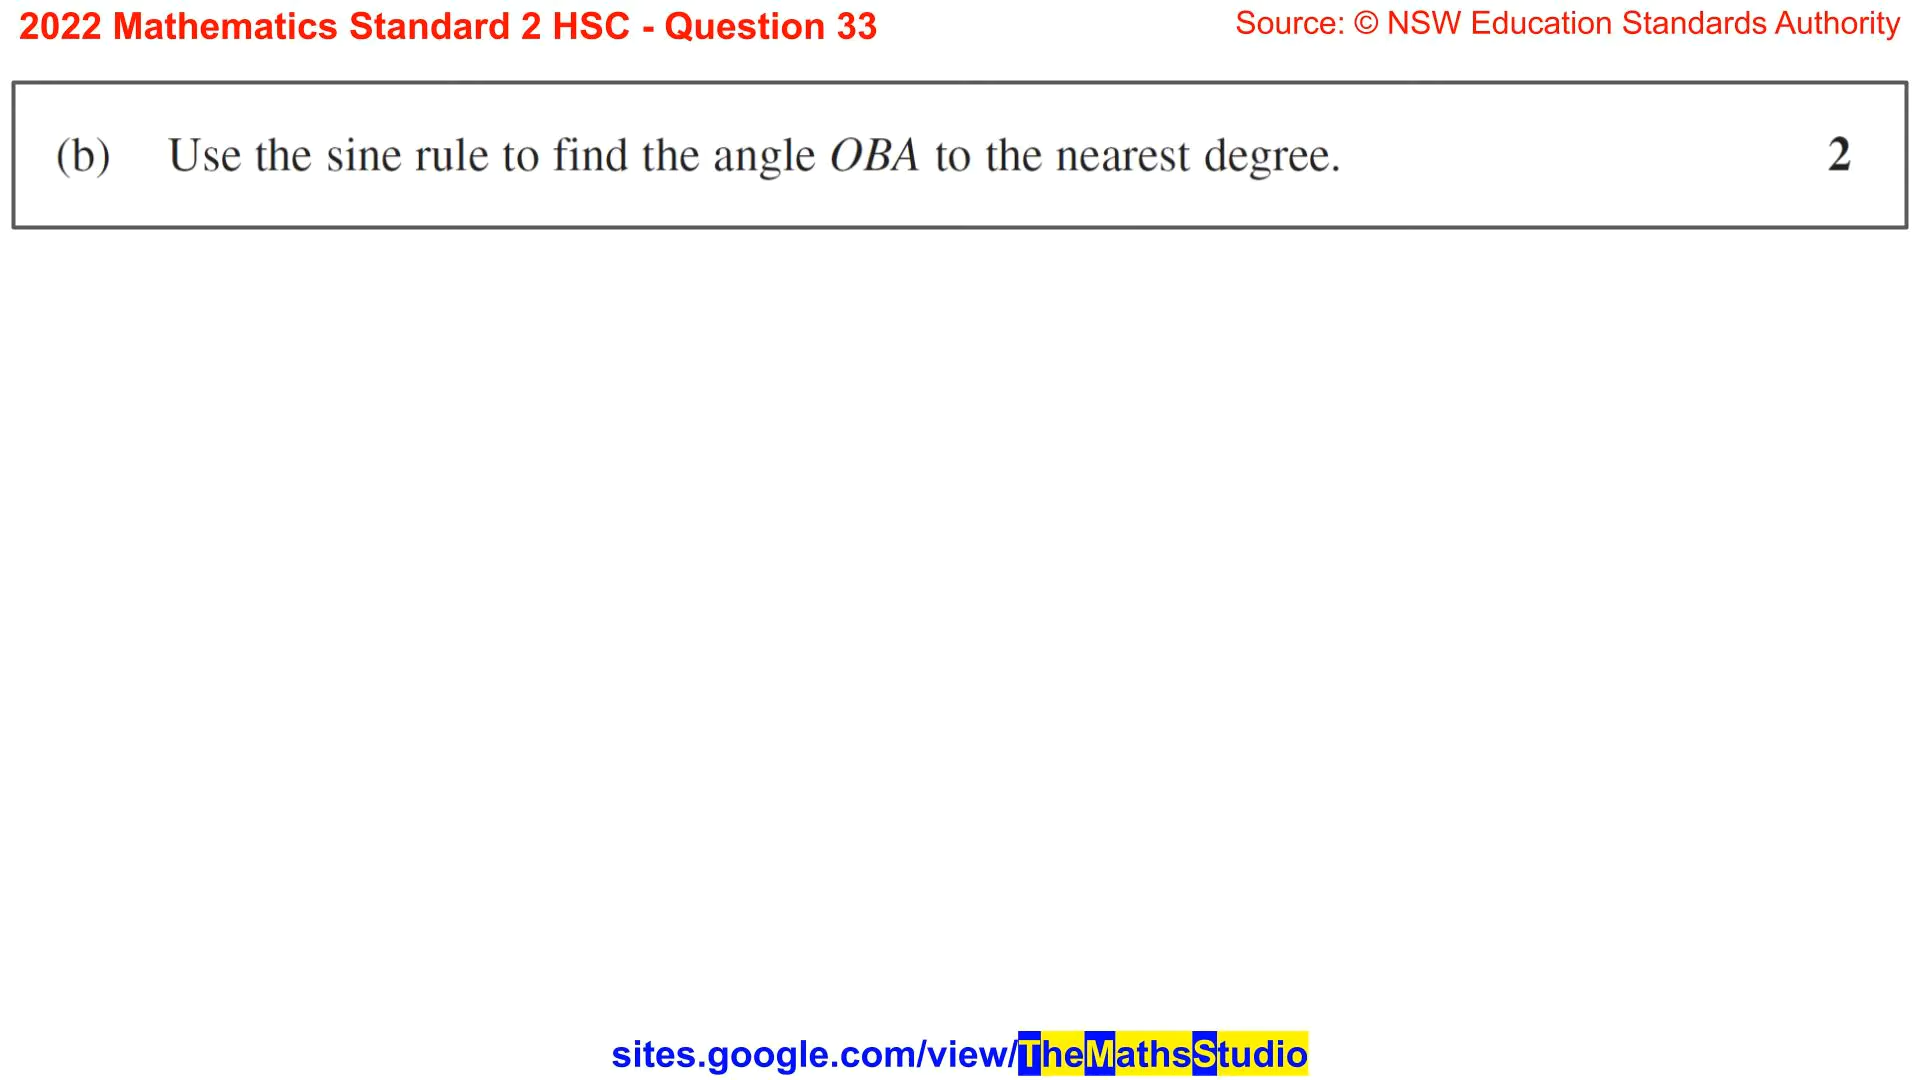 2022 Mathematics Standard 2 HSC - Question 33
Source: © NSW Education Standards Authority
(b) Use the sine rule to find the angle OBA to the nearest degree. 2
sites.google.com/view/TheMathsStudio